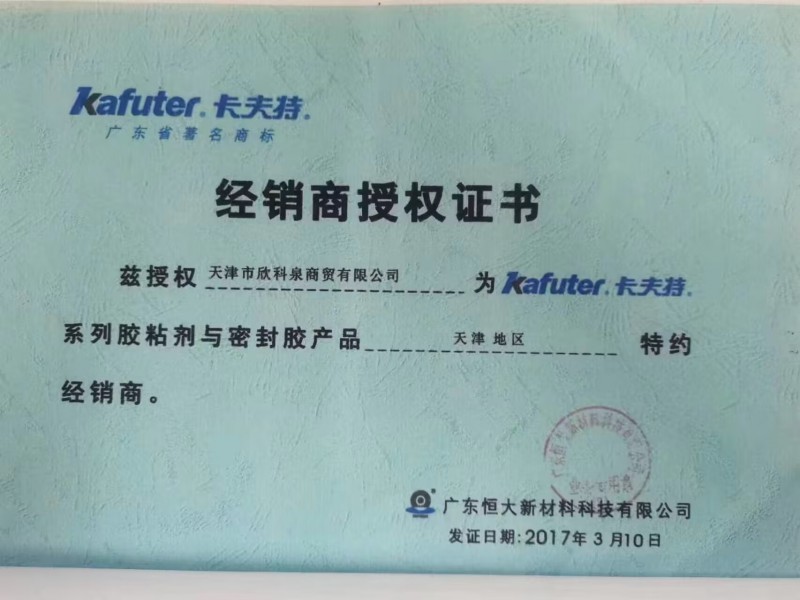 Kafuter. 卡夫特.
广东省著名商标
经销商授权证书
兹授权 天津市欣科泉商贸有限公司 为 Kafuter. 卡夫特.
系列胶粘剂与密封胶产品 天津 地区 特约
经销商。
广东恒大新材料科技有限公司
发证日期:2017年3月10日